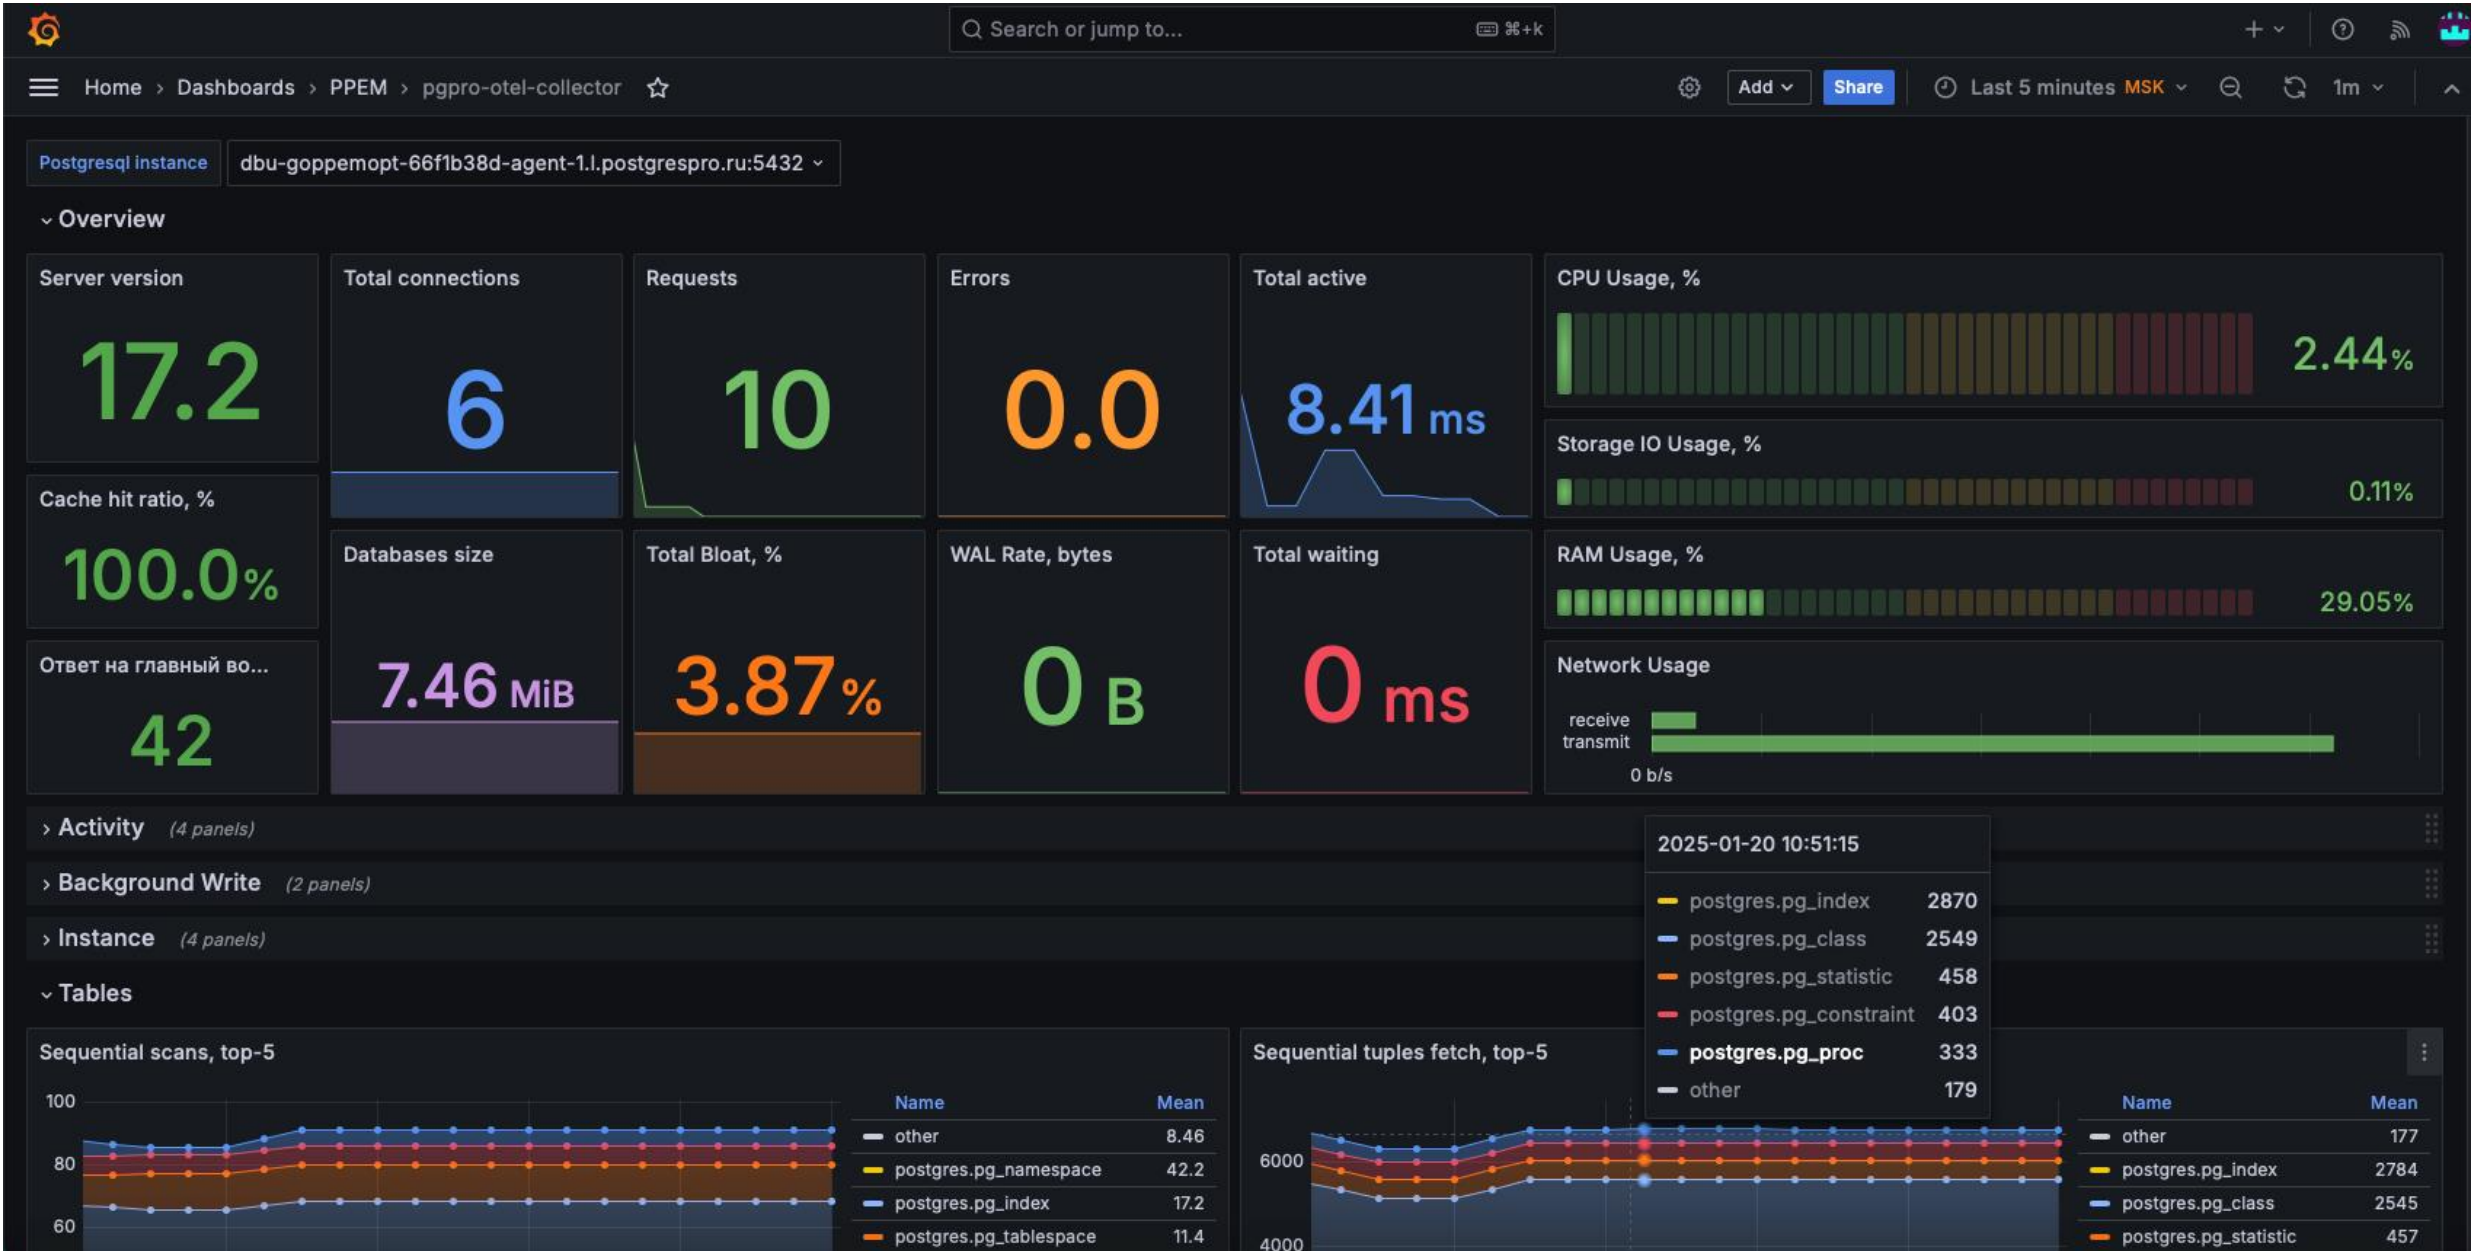 Search or jump to...
⌘+k
Home › Dashboards › PPEM › pgpro-otel-collector
Add
Share
Last 5 minutes MSK
1m
Postgresql instance
dbu-goppemopt-66f1b38d-agent-1.l.postgrespro.ru:5432
Overview
Server version
17.2
Total connections
6
Requests
10
Errors
0.0
Total active
8.41 ms
CPU Usage, %
2.44%
Storage IO Usage, %
0.11%
Cache hit ratio, %
100.0%
Databases size
7.46 MiB
Total Bloat, %
3.87%
WAL Rate, bytes
0 B
Total waiting
0 ms
RAM Usage, %
29.05%
Ответ на главный во...
42
Network Usage
receive
transmit
0 b/s
Activity (4 panels)
Background Write (2 panels)
Instance (4 panels)
Tables
2025-01-20 10:51:15
postgres.pg_index 2870
postgres.pg_class 2549
postgres.pg_statistic 458
postgres.pg_constraint 403
postgres.pg_proc 333
other 179
Sequential scans, top-5
100
80
60
Name Mean
other 8.46
postgres.pg_namespace 42.2
postgres.pg_index 17.2
postgres.pg_tablespace 11.4
Sequential tuples fetch, top-5
6000
4000
Name Mean
other 177
postgres.pg_index 2784
postgres.pg_class 2545
postgres.pg_statistic 457